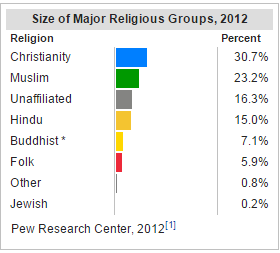 Size of Major Religious Groups, 2012
Religion Percent
Christianity 30.7%
Muslim 23.2%
Unaffiliated 16.3%
Hindu 15.0%
Buddhist * 7.1%
Folk 5.9%
Other 0.8%
Jewish 0.2%
Pew Research Center, 2012[1]